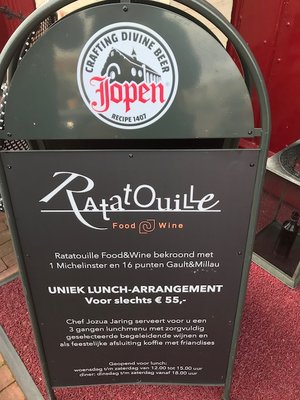 CRAFTING DIVINE BEER
Jopen
RECIPE 1407
RATATOUILLE
Food Wine
Ratatouille Food&Wine bekroond met
1 Michelinster en 16 punten Gault&Millau
UNIEK LUNCH-ARRANGEMENT
Voor slechts € 55,-
Chef Jozua Jaring serveert voor u een
3 gangen lunchmenu met zorgvuldig
geselecteerde begeleidende wijnen en
als feestelijke afsluiting koffie met friandises
Geopend voor lunch:
woensdag t/m zaterdag van 12.00 tot 15.00 uur
diner: dinsdag t/m zaterdag vanaf 18.00 uur